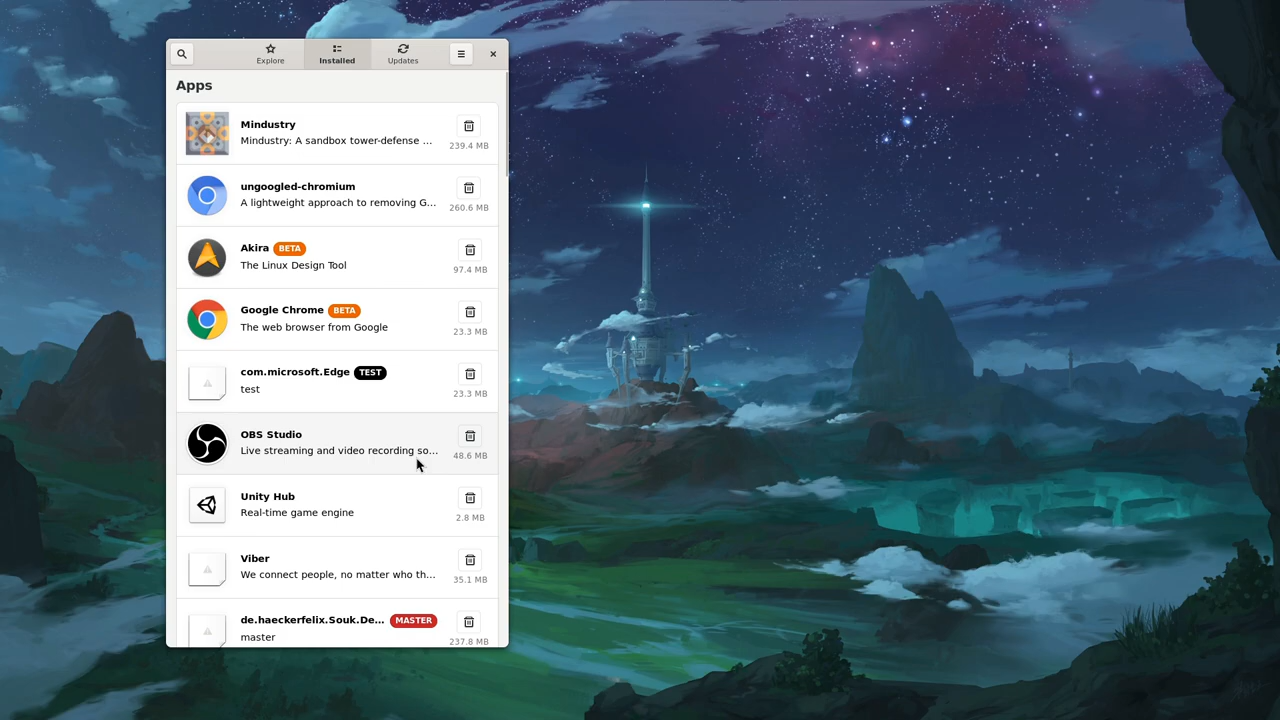 Explore
Installed
Updates
Apps
Mindustry
Mindustry: A sandbox tower-defense ...
239.4 MB
ungoogled-chromium
A lightweight approach to removing G...
260.6 MB
Akira BETA
The Linux Design Tool
97.4 MB
Google Chrome BETA
The web browser from Google
23.3 MB
com.microsoft.Edge TEST
test
23.3 MB
OBS Studio
Live streaming and video recording so...
48.6 MB
Unity Hub
Real-time game engine
2.8 MB
Viber
We connect people, no matter who th...
35.1 MB
de.haeckerfelix.Souk.De... MASTER
master
237.8 MB